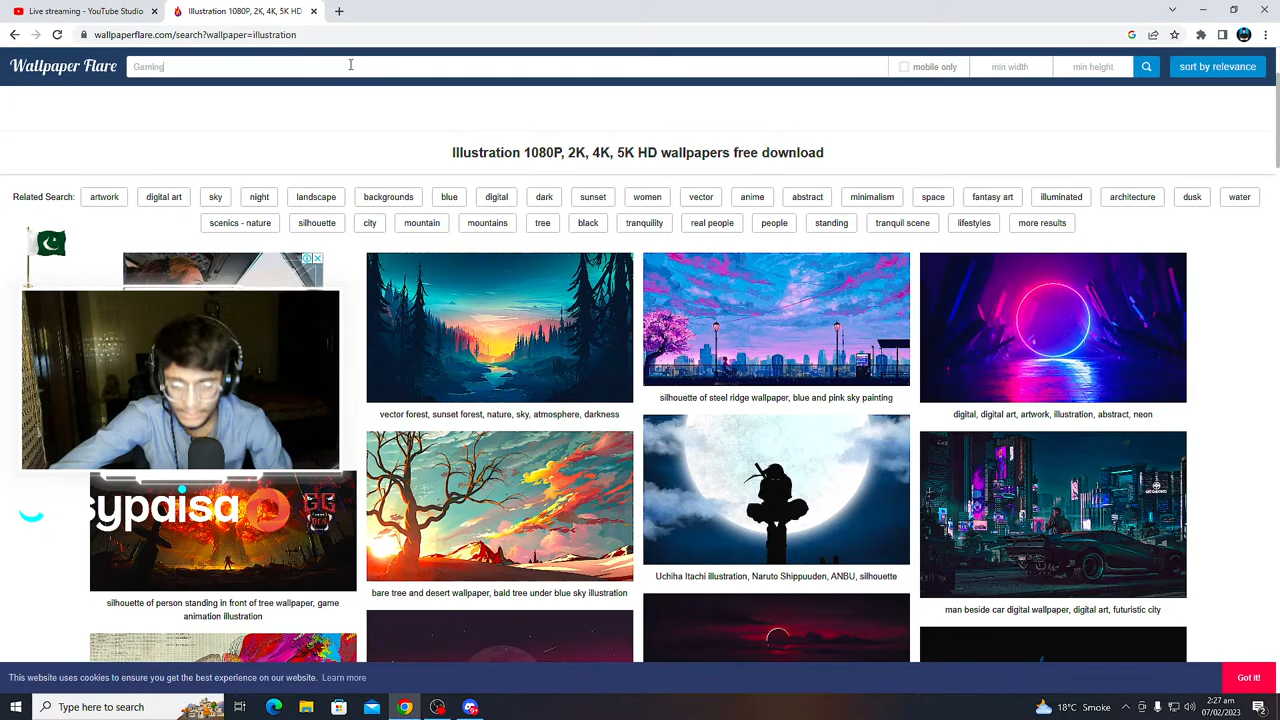 Live streaming - YouTube Studio
Illustration 1080P, 2K, 4K, 5K HD
wallpaperflare.com/search?wallpaper=illustration
Wallpaper Flare
Gaming
mobile only
min width
min height
sort by relevance
Illustration 1080P, 2K, 4K, 5K HD wallpapers free download
Related Search: artwork digital art sky night landscape backgrounds blue digital dark sunset women vector anime abstract minimalism space fantasy art illuminated architecture dusk water
scenics - nature silhouette city mountain mountains tree black tranquility real people people standing tranquil scene lifestyles more results
vector forest, sunset forest, nature, sky, atmosphere, darkness
silhouette of steel ridge wallpaper, blue and pink sky painting
digital, digital art, artwork, illustration, abstract, neon
sypaisa
silhouette of person standing in front of tree wallpaper, game
animation illustration
bare tree and desert wallpaper, bald tree under blue sky illustration
Uchiha Itachi illustration, Naruto Shippuuden, ANBU, silhouette
man beside car digital wallpaper, digital art, futuristic city
This website uses cookies to ensure you get the best experience on our website. Learn more
Got it!
Type here to search
18°C Smoke
2:27 am
07/02/2023